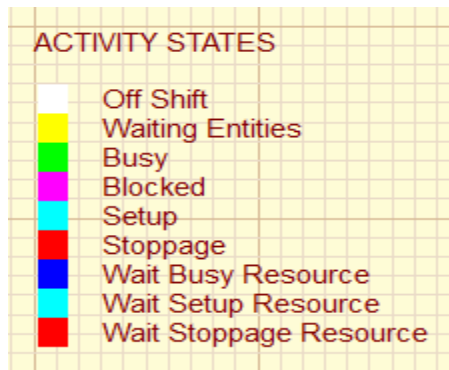 ACTIVITY STATES
Off Shift
Waiting Entities
Busy
Blocked
Setup
Stoppage
Wait Busy Resource
Wait Setup Resource
Wait Stoppage Resource